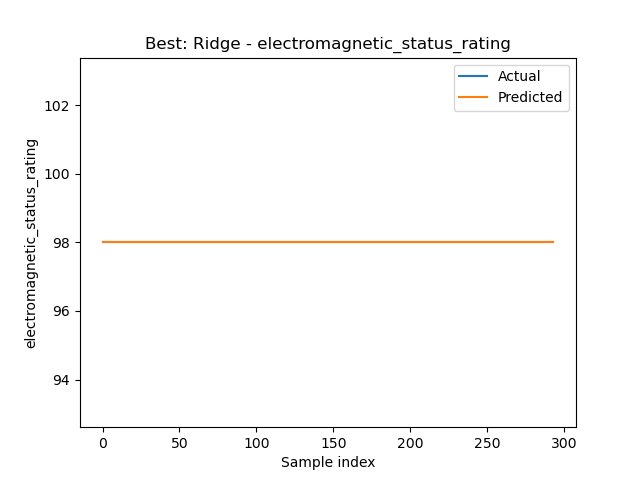 Best: Ridge - electromagnetic_status_rating
Actual
Predicted
102
100
98
96
94
electromagnetic_status_rating
0 50 100 150 200 250 300
Sample index